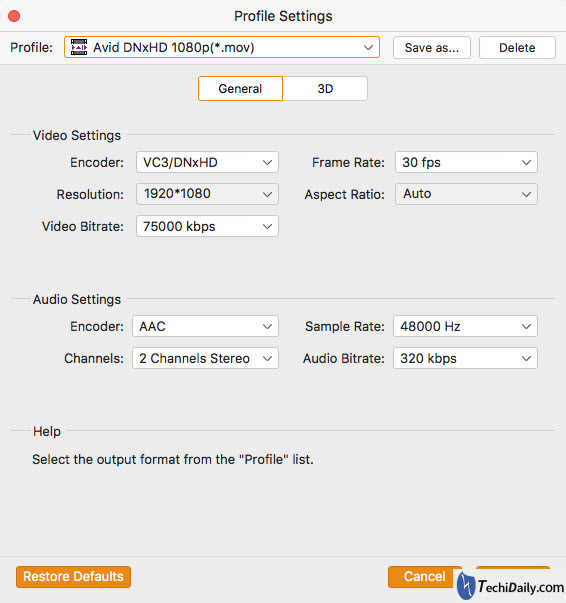 Profile Settings
Profile: Avid DNxHD 1080p(*.mov) Save as... Delete
General 3D
Video Settings
Encoder: VC3/DNxHD Frame Rate: 30 fps
Resolution: 1920*1080 Aspect Ratio: Auto
Video Bitrate: 75000 kbps
Audio Settings
Encoder: AAC Sample Rate: 48000 Hz
Channels: 2 Channels Stereo Audio Bitrate: 320 kbps
Help
Select the output format from the "Profile" list.
Restore Defaults Cancel
TechiDaily.com